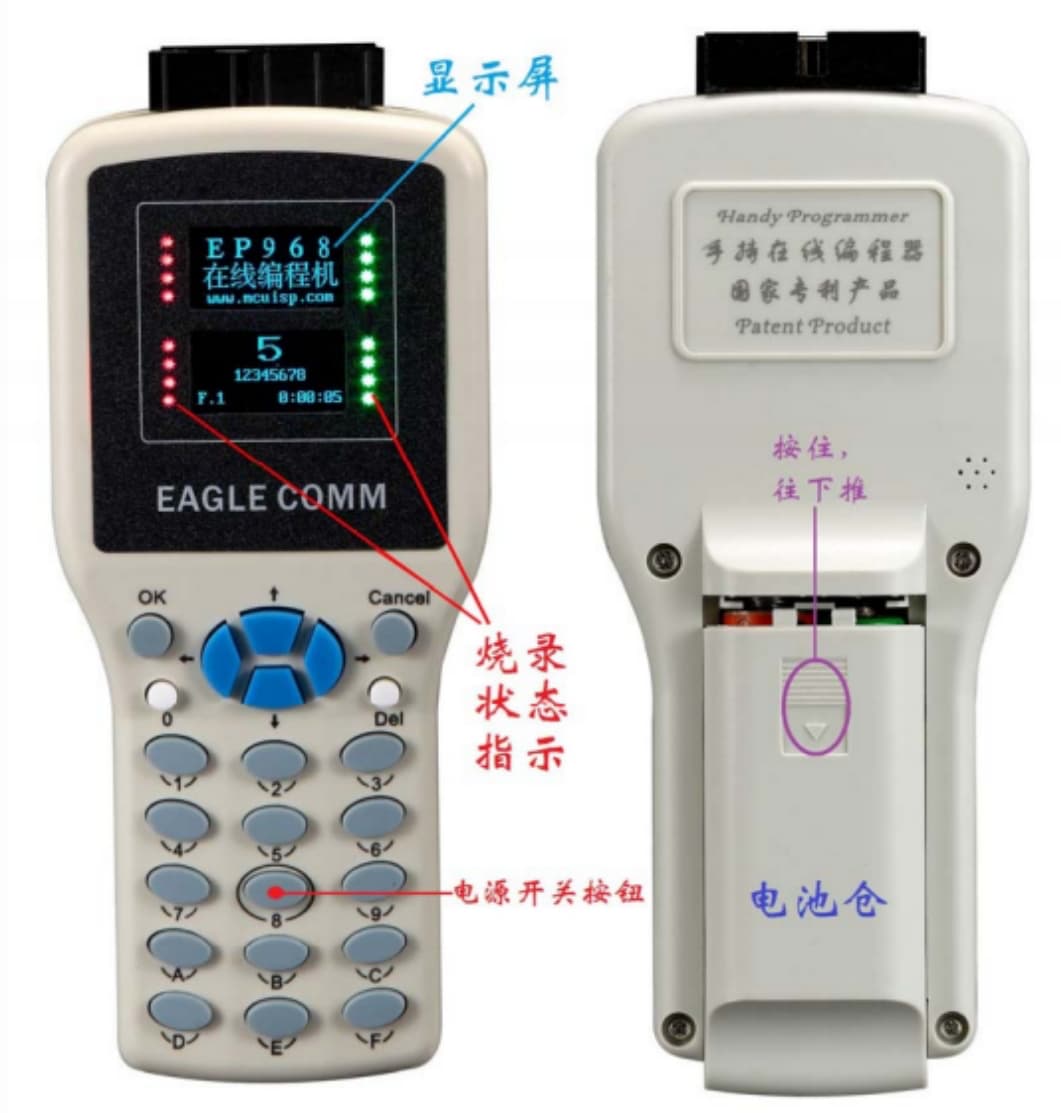 显示屏
EP968
在线编程机
www.mcuisp.com
5
12345678
F.1 0:00:05
EAGLE COMM
OK
Cancel
0
Del
1 2 3
4 5 6
7 8 9
A B C
D E F
烧录
状态
指示
电源开关按钮
Handy Programmer
手持在线编程器
国家专利产品
Patent Product
按住，
往下推
电池仓